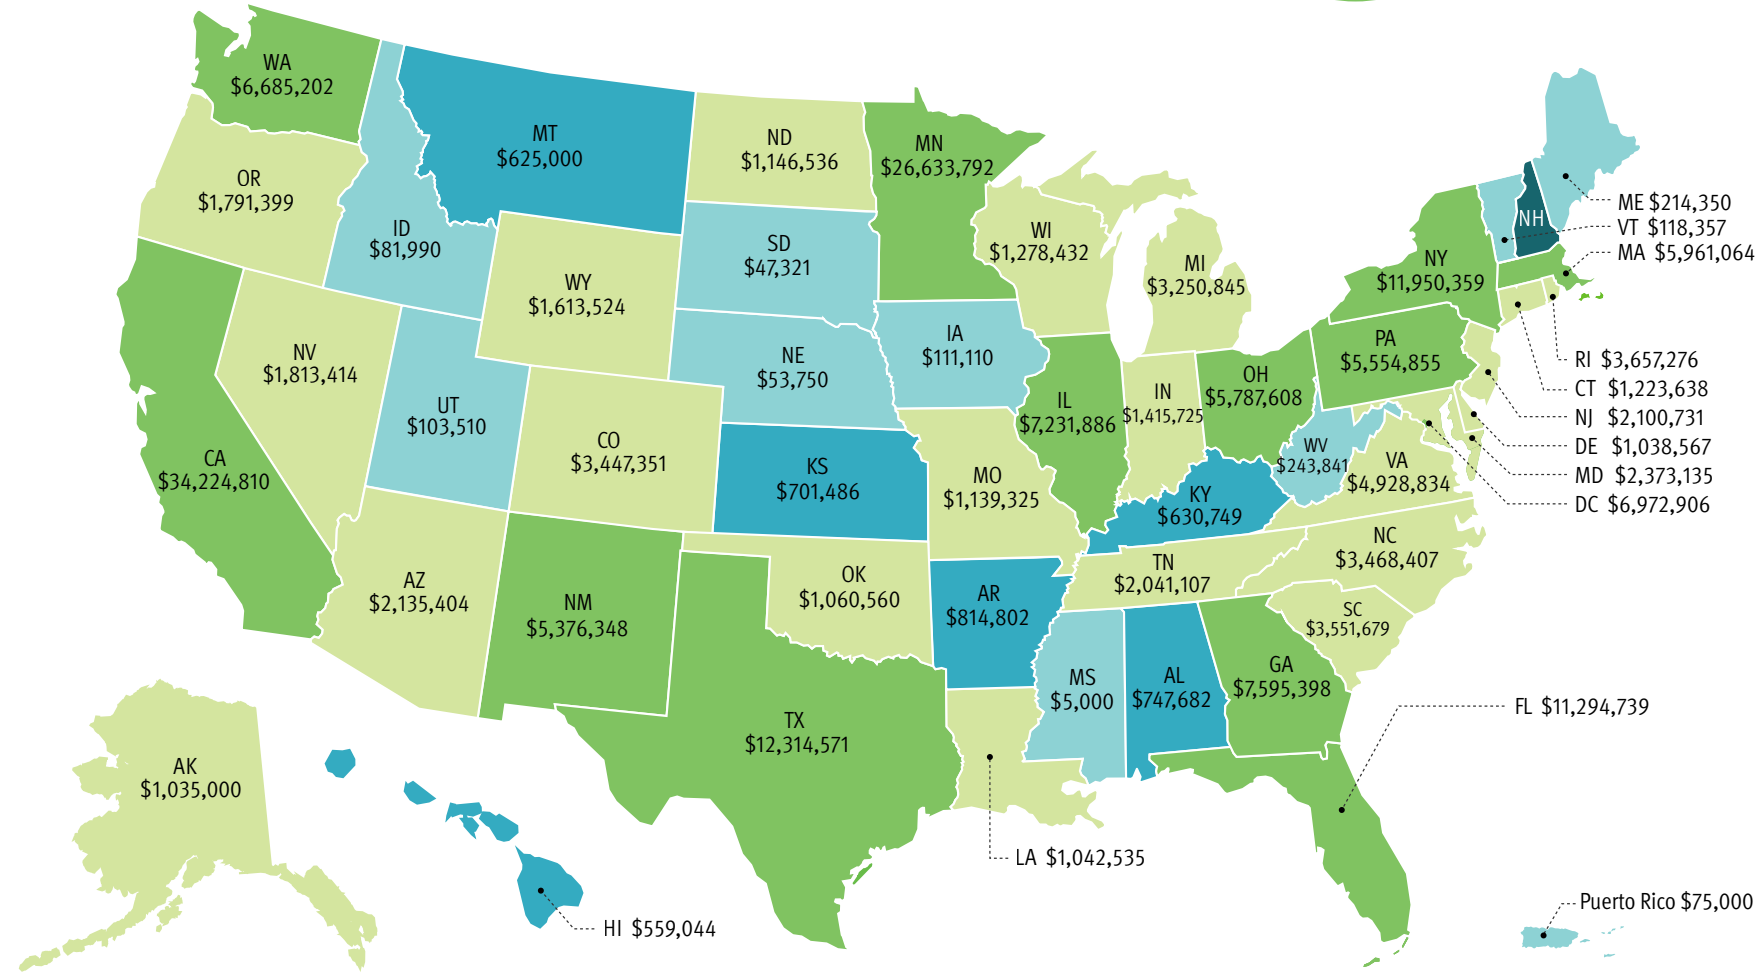 WA
$6,685,202
OR
$1,791,399
CA
$34,224,810
ID
$81,990
NV
$1,813,414
MT
$625,000
WY
$1,613,524
UT
$103,510
AZ
$2,135,404
CO
$3,447,351
NM
$5,376,348
ND
$1,146,536
SD
$47,321
NE
$53,750
KS
$701,486
OK
$1,060,560
TX
$12,314,571
MN
$26,633,792
IA
$111,110
MO
$1,139,325
AR
$814,802
LA $1,042,535
WI
$1,278,432
IL
$7,231,886
MI
$3,250,845
IN
$1,415,725
OH
$5,787,608
KY
$630,749
TN
$2,041,107
MS
$5,000
AL
$747,682
GA
$7,595,398
FL $11,294,739
SC
$3,551,679
NC
$3,468,407
VA
$4,928,834
WV
$243,841
PA
$5,554,855
NY
$11,950,359
NH
ME $214,350
VT $118,357
MA $5,961,064
RI $3,657,276
CT $1,223,638
NJ $2,100,731
DE $1,038,567
MD $2,373,135
DC $6,972,906
AK
$1,035,000
HI $559,044
Puerto Rico $75,000